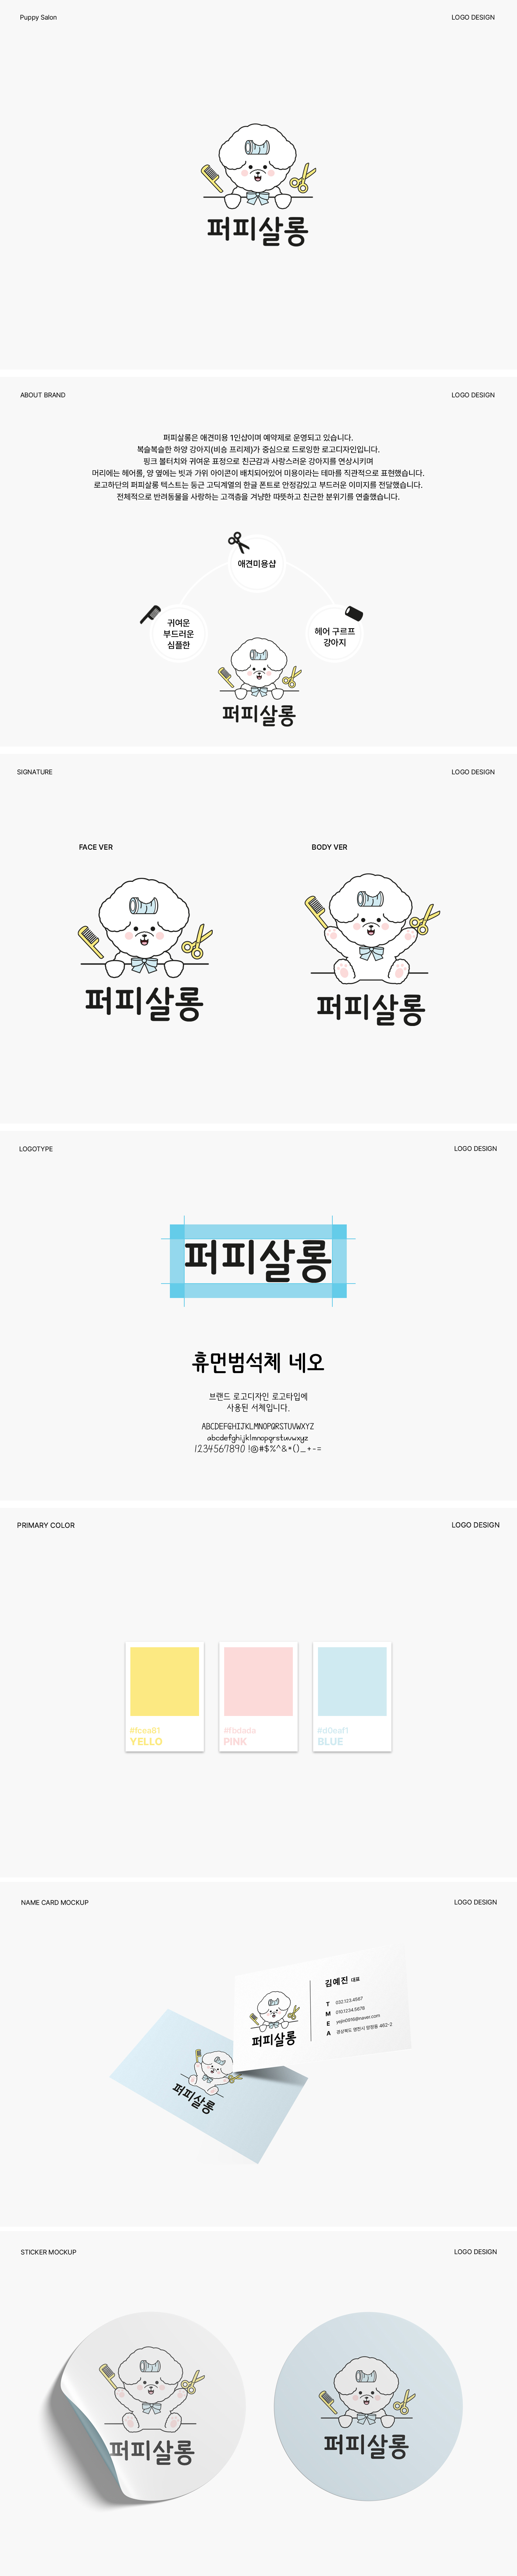 Puppy Salon
LOGO DESIGN
퍼피살롱
ABOUT BRAND
LOGO DESIGN
퍼피살롱은 애견미용 1인샵이며 예약제로 운영되고 있습니다.
복슬복슬한 하양 강아지(비숑 프리제)가 중심으로 드로잉한 로고디자인입니다.
핑크 볼터치와 귀여운 표정으로 친근감과 사랑스러운 강아지를 연상시키며
머리에는 헤어롤, 양 옆에는 빗과 가위 아이콘이 배치되어있어 미용이라는 테마를 직관적으로 표현했습니다.
로고하단의 퍼피살롱 텍스트는 둥근 고딕계열의 한글 폰트로 안정감있고 부드러운 이미지를 전달했습니다.
전체적으로 반려동물을 사랑하는 고객층을 겨냥한 따뜻하고 친근한 분위기를 연출했습니다.
애견미용샵
귀여운
부드러운
심플한
헤어 구르프
강아지
퍼피살롱
SIGNATURE
LOGO DESIGN
FACE VER
BODY VER
퍼피살롱
퍼피살롱
LOGOTYPE
LOGO DESIGN
퍼피살롱
휴먼범석체 네오
브랜드 로고디자인 로고타입에
사용된 서체입니다.
ABCDEFGHIJKLMNOPQRSTUVWXYZ
abcdefghijklmnopqrstuvwxyz
1234567890 !@#$%^&*()_+-=
PRIMARY COLOR
LOGO DESIGN
YELLO
#fbdada
PINK
#d0eaf1
BLUE
NAME CARD MOCKUP
LOGO DESIGN
김예진 대표
T 032.123.4567
M 010.1234.5678
E yejin0916@naver.com
A 경상북도 영천시 망정동 462-2
퍼피살롱
퍼피살롱
STICKER MOCKUP
LOGO DESIGN
퍼피살롱
퍼피살롱